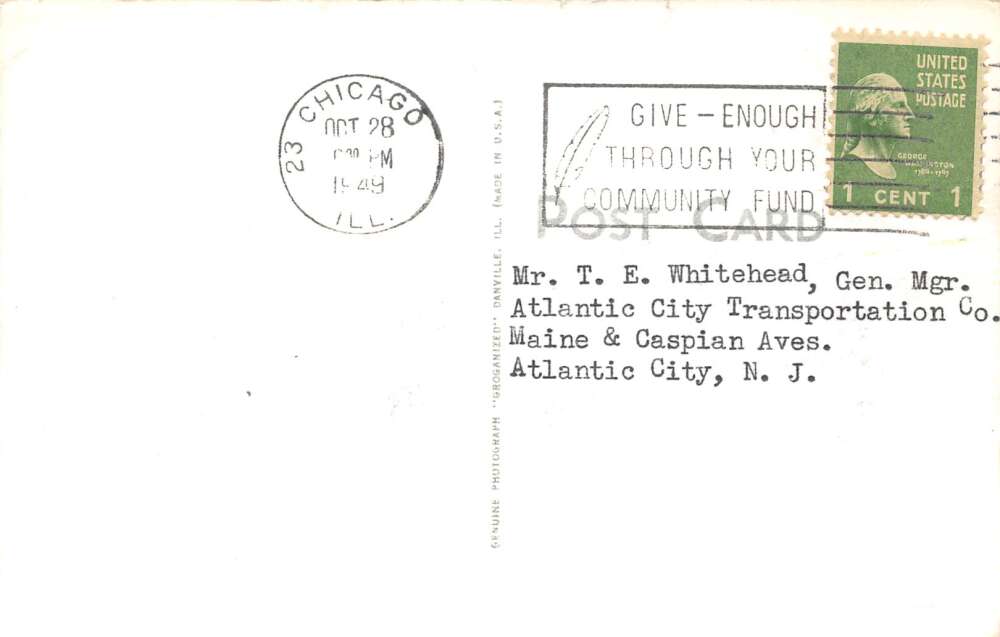 CHICAGO
23
OCT 28
PM
1949
ILL.
GIVE – ENOUGH
THROUGH YOUR
COMMUNITY FUND
UNITED
STATES
POSTAGE
GEORGE
WASHINGTON
1789-1797
1 CENT 1
POST CARD
Mr. T. E. Whitehead, Gen. Mgr.
Atlantic City Transportation Co.
Maine & Caspian Aves.
Atlantic City, N. J.
GENUINE PHOTOGRAPH "GROGANIZED" DANVILLE, ILL. (MADE IN U.S.A.)